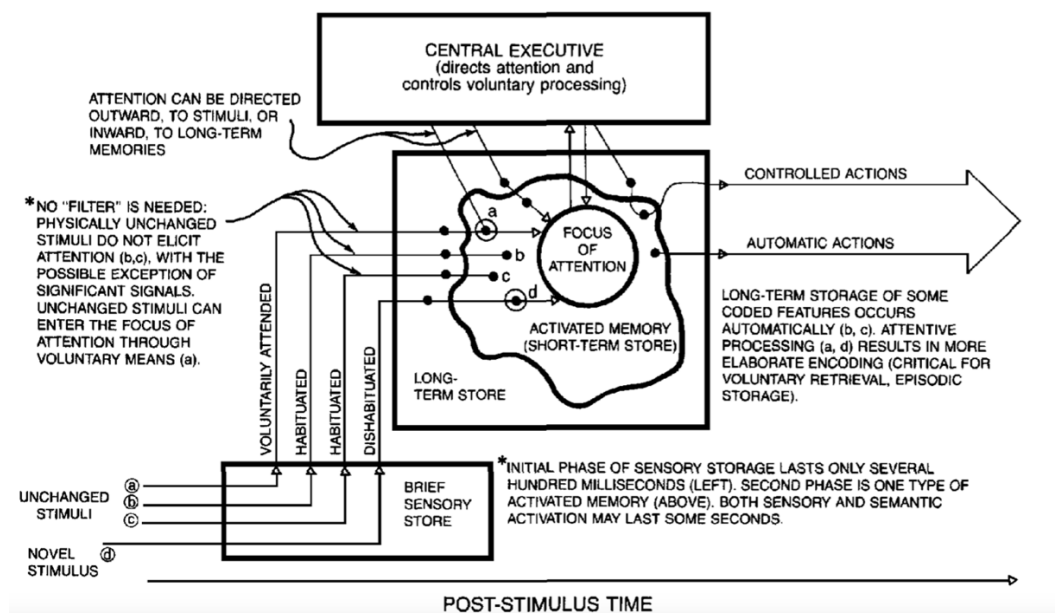 CENTRAL EXECUTIVE
(directs attention and
controls voluntary processing)
ATTENTION CAN BE DIRECTED
OUTWARD, TO STIMULI, OR
INWARD, TO LONG-TERM
MEMORIES
*NO "FILTER" IS NEEDED:
PHYSICALLY UNCHANGED
STIMULI DO NOT ELICIT
ATTENTION (b,c), WITH THE
POSSIBLE EXCEPTION OF
SIGNIFICANT SIGNALS.
UNCHANGED STIMULI CAN
ENTER THE FOCUS OF
ATTENTION THROUGH
VOLUNTARY MEANS (a).
a
b
c
d
FOCUS
OF
ATTENTION
ACTIVATED MEMORY
(SHORT-TERM STORE)
LONG-
TERM STORE
CONTROLLED ACTIONS
AUTOMATIC ACTIONS
LONG-TERM STORAGE OF SOME
CODED FEATURES OCCURS
AUTOMATICALLY (b, c). ATTENTIVE
PROCESSING (a, d) RESULTS IN MORE
ELABORATE ENCODING (CRITICAL FOR
VOLUNTARY RETRIEVAL, EPISODIC
STORAGE).
VOLUNTARILY ATTENDED
HABITUATED
HABITUATED
DISHABITUATED
UNCHANGED
STIMULI
a
b
c
NOVEL d
STIMULUS
BRIEF
SENSORY
STORE
*INITIAL PHASE OF SENSORY STORAGE LASTS ONLY SEVERAL
HUNDRED MILLISECONDS (LEFT). SECOND PHASE IS ONE TYPE OF
ACTIVATED MEMORY (ABOVE). BOTH SENSORY AND SEMANTIC
ACTIVATION MAY LAST SOME SECONDS.
POST-STIMULUS TIME